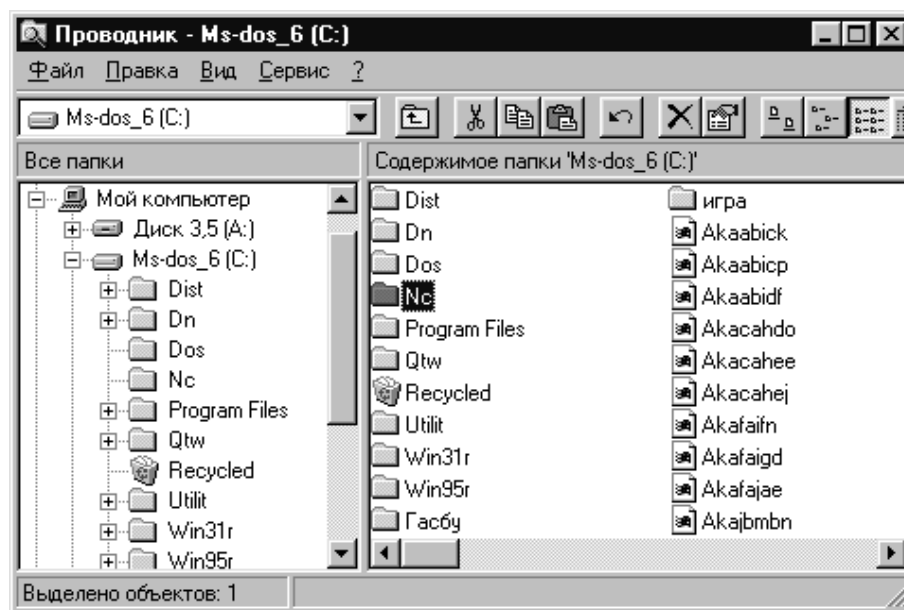 Проводник - Ms-dos_6 (C:)
Файл Правка Вид Сервис ?
Ms-dos_6 (C:)
Все папки
Содержимое папки 'Ms-dos_6 (C:)'
Мой компьютер
Диск 3,5 (A:)
Ms-dos_6 (C:)
Dist
Dn
Dos
Nc
Program Files
Qtw
Recycled
Utilit
Win31r
Win95r
Dist
Dn
Dos
Nc
Program Files
Qtw
Recycled
Utilit
Win31r
Win95r
Гасбу
игра
Akaabick
Akaabicp
Akaabidf
Akacahdo
Akacahee
Akacahej
Akafaifn
Akafaigd
Akafajae
Akajbmbn
Выделено объектов: 1